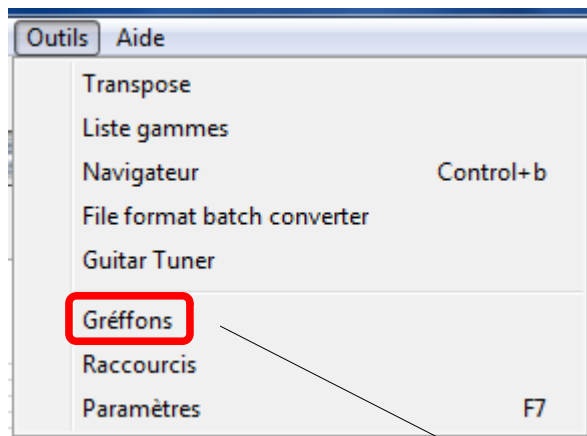 Outils Aide
Transpose
Liste gammes
Navigateur Control+b
File format batch converter
Guitar Tuner
Gréffons
Raccourcis
Paramètres F7